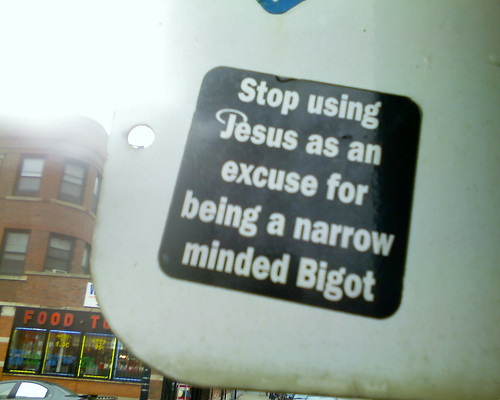 Stop using
Jesus as an
excuse for
being a narrow
minded Bigot
FOOD